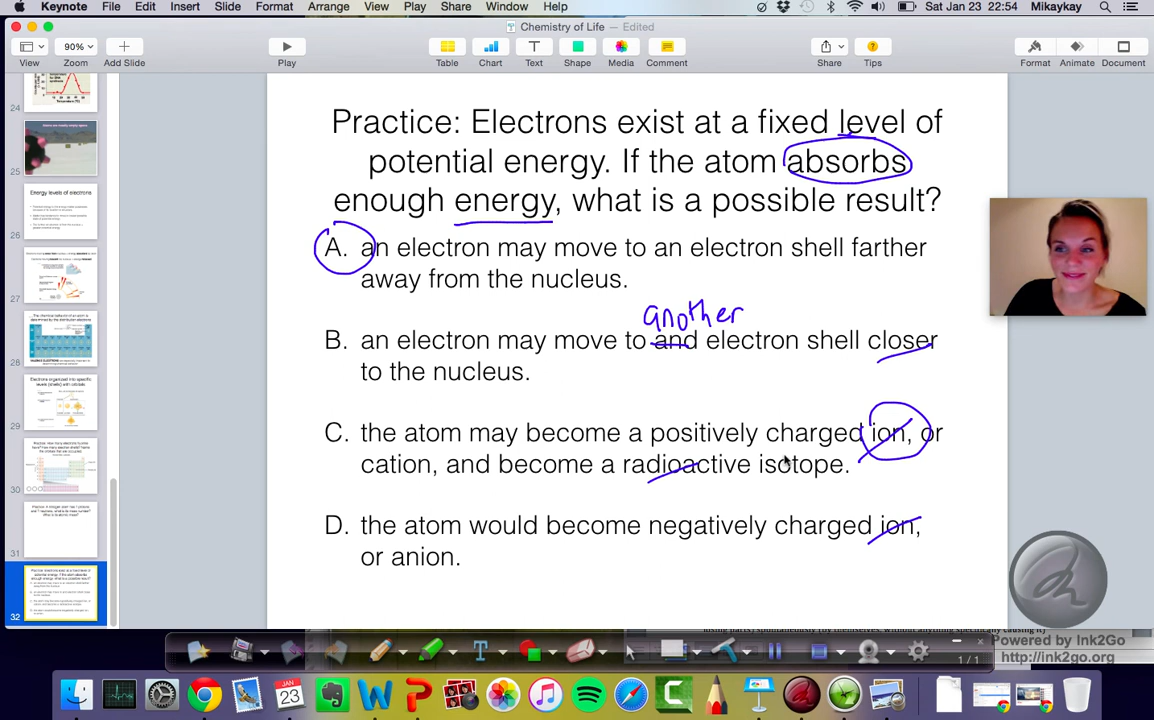 Keynote File Edit Insert Slide Format Arrange View Play Share Window Help Sat Jan 23 22:54 Mikaykay
Chemistry of Life — Edited
90%
View Zoom Add Slide Play Table Chart Text Shape Media Comment Share Tips Format Animate Document
Practice: Electrons exist at a fixed level of
potential energy. If the atom absorbs
enough energy, what is a possible result?
A. an electron may move to an electron shell farther
away from the nucleus.
another
B. an electron may move to and electron shell closer
to the nucleus.
C. the atom may become a positively charged ion, or
cation, and become a radioactive isotope.
D. the atom would become negatively charged ion,
or anion.
24
25
Energy levels of electrons
26
27
28
29
30
31
32
1 / 1
Powered by Ink2Go
http://ink2go.org
JAN
23